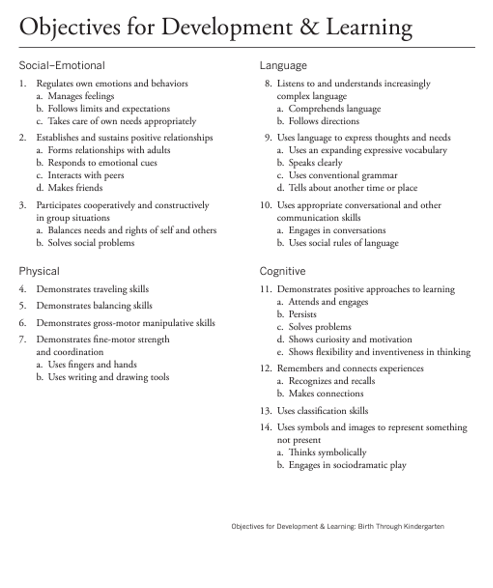 Objectives for Development & Learning
Social–Emotional
1. Regulates own emotions and behaviors
a. Manages feelings
b. Follows limits and expectations
c. Takes care of own needs appropriately
2. Establishes and sustains positive relationships
a. Forms relationships with adults
b. Responds to emotional cues
c. Interacts with peers
d. Makes friends
3. Participates cooperatively and constructively
in group situations
a. Balances needs and rights of self and others
b. Solves social problems
Physical
4. Demonstrates traveling skills
5. Demonstrates balancing skills
6. Demonstrates gross-motor manipulative skills
7. Demonstrates fine-motor strength
and coordination
a. Uses fingers and hands
b. Uses writing and drawing tools
Language
8. Listens to and understands increasingly
complex language
a. Comprehends language
b. Follows directions
9. Uses language to express thoughts and needs
a. Uses an expanding expressive vocabulary
b. Speaks clearly
c. Uses conventional grammar
d. Tells about another time or place
10. Uses appropriate conversational and other
communication skills
a. Engages in conversations
b. Uses social rules of language
Cognitive
11. Demonstrates positive approaches to learning
a. Attends and engages
b. Persists
c. Solves problems
d. Shows curiosity and motivation
e. Shows flexibility and inventiveness in thinking
12. Remembers and connects experiences
a. Recognizes and recalls
b. Makes connections
13. Uses classification skills
14. Uses symbols and images to represent something
not present
a. Thinks symbolically
b. Engages in sociodramatic play
Objectives for Development & Learning: Birth Through Kindergarten